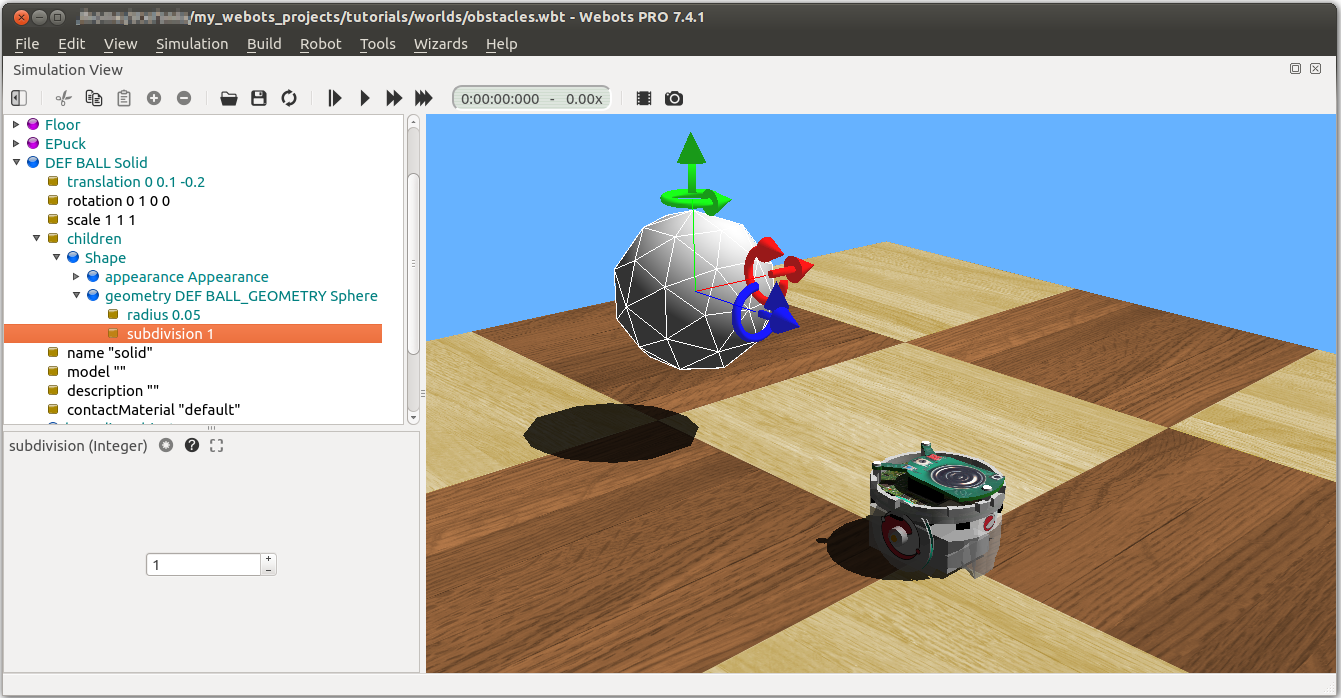 /my_webots_projects/tutorials/worlds/obstacles.wbt - Webots PRO 7.4.1
File Edit View Simulation Build Robot Tools Wizards Help
Simulation View
0:00:00:000 - 0.00x
Floor
EPuck
DEF BALL Solid
translation 0 0.1 -0.2
rotation 0 1 0 0
scale 1 1 1
children
Shape
appearance Appearance
geometry DEF BALL_GEOMETRY Sphere
radius 0.05
subdivision 1
name "solid"
model ""
description ""
contactMaterial "default"
subdivision (Integer)
1